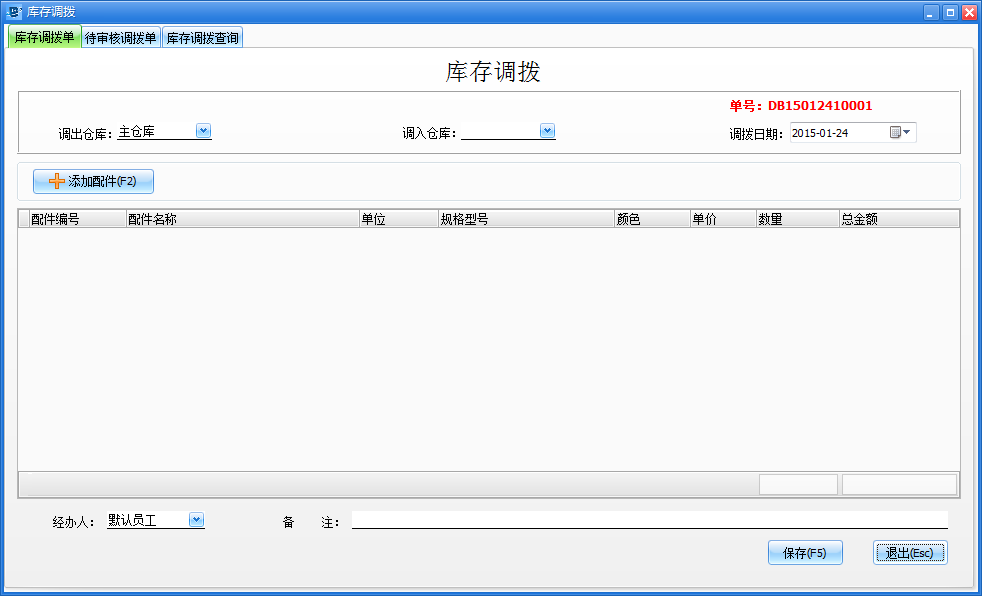 库存调拨
库存调拨单 待审核调拨单 库存调拨查询
库存调拨
单号：DB15012410001
调出仓库：主仓库 调入仓库： 调拨日期：2015-01-24
添加配件(F2)
配件编号 配件名称 单位 规格型号 颜色 单价 数量 总金额
经办人：默认员工 备 注：
保存(F5) 退出(Esc)